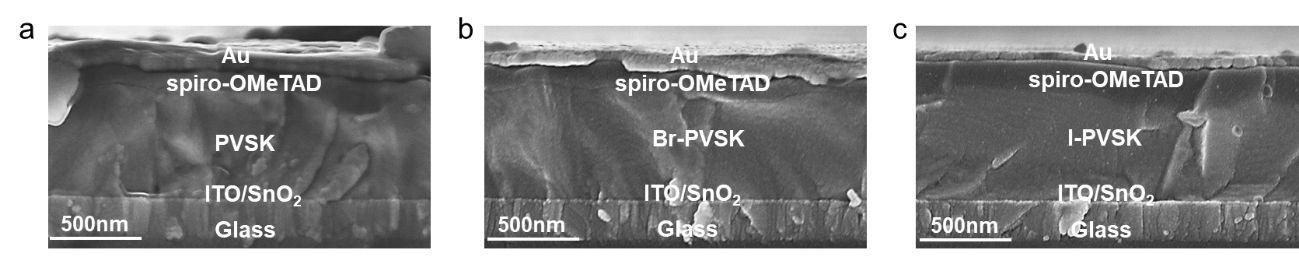 a
Au
spiro-OMeTAD
PVSK
ITO/SnO₂
500nm
Glass
b
Au
spiro-OMeTAD
Br-PVSK
ITO/SnO₂
500nm
Glass
c
Au
spiro-OMeTAD
I-PVSK
ITO/SnO₂
500nm
Glass